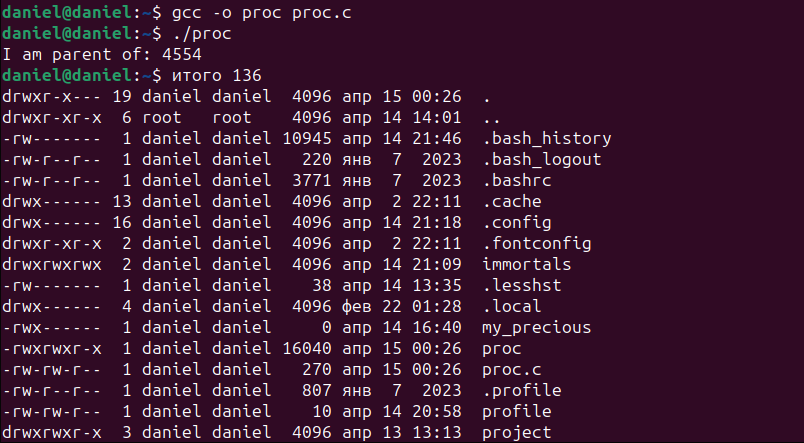 daniel@daniel:~$ gcc -o proc proc.c
daniel@daniel:~$ ./proc
I am parent of: 4554
daniel@daniel:~$ итого 136
drwxr-x--- 19 daniel daniel  4096 апр 15 00:26  .
drwxr-xr-x  6 root   root    4096 апр 14 14:01  ..
-rw-------  1 daniel daniel 10945 апр 14 21:46  .bash_history
-rw-r--r--  1 daniel daniel   220 янв  7  2023  .bash_logout
-rw-r--r--  1 daniel daniel  3771 янв  7  2023  .bashrc
drwx------ 13 daniel daniel  4096 апр  2 22:11  .cache
drwx------ 16 daniel daniel  4096 апр 14 21:18  .config
drwxr-xr-x  2 daniel daniel  4096 апр  2 22:11  .fontconfig
drwxrwxrwx  2 daniel daniel  4096 апр 14 21:09  immortals
-rw-------  1 daniel daniel    38 апр 14 13:35  .lesshst
drwx------  4 daniel daniel  4096 фев 22 01:28  .local
-rwx------  1 daniel daniel     0 апр 14 16:40  my_precious
-rwxrwxr-x  1 daniel daniel 16040 апр 15 00:26  proc
-rw-rw-r--  1 daniel daniel   270 апр 15 00:26  proc.c
-rw-r--r--  1 daniel daniel   807 янв  7  2023  .profile
-rw-rw-r--  1 daniel daniel    10 апр 14 20:58  profile
drwxrwxr-x  3 daniel daniel  4096 апр 13 13:13  project